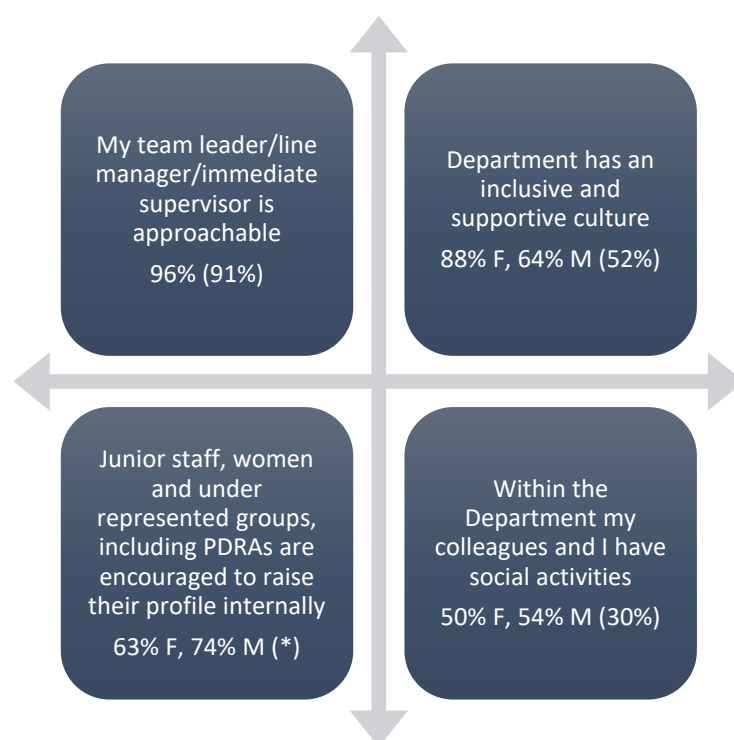 My team leader/line
manager/immediate
supervisor is
approachable
96% (91%)
Department has an
inclusive and
supportive culture
88% F, 64% M (52%)
Junior staff, women
and under
represented groups,
including PDRAs are
encouraged to raise
their profile internally
63% F, 74% M (*)
Within the
Department my
colleagues and I have
social activities
50% F, 54% M (30%)